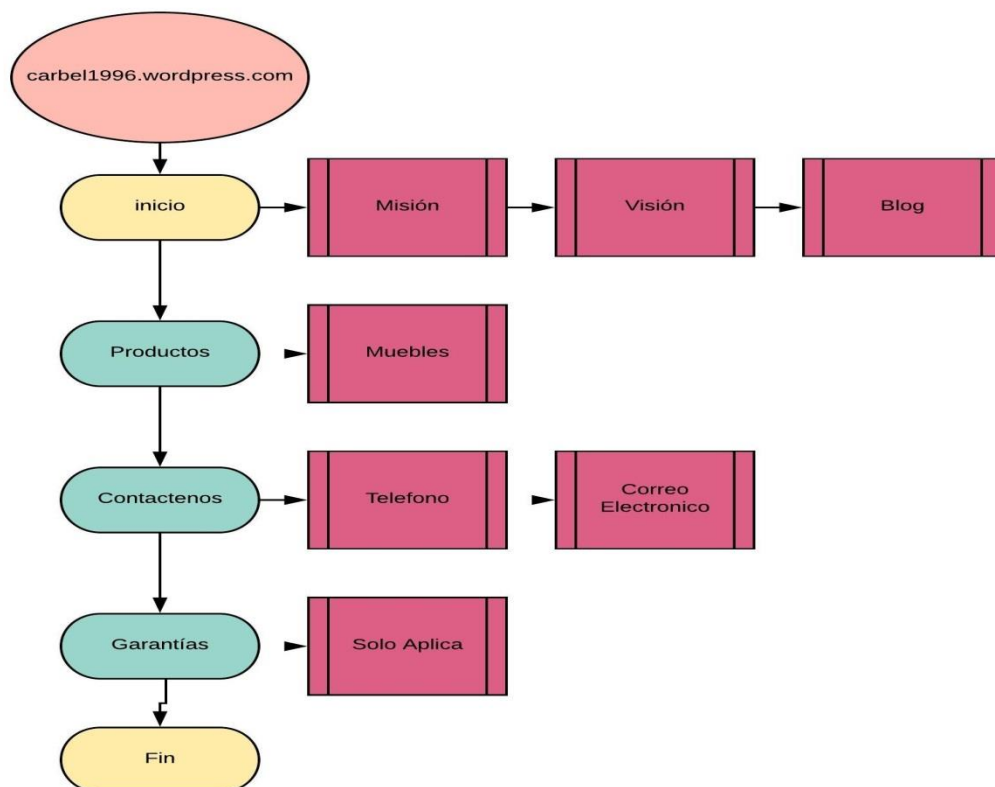 carbel1996.wordpress.com
inicio
Misión
Visión
Blog
Productos
Muebles
Contactenos
Telefono
Correo
Electronico
Garantías
Solo Aplica
Fin